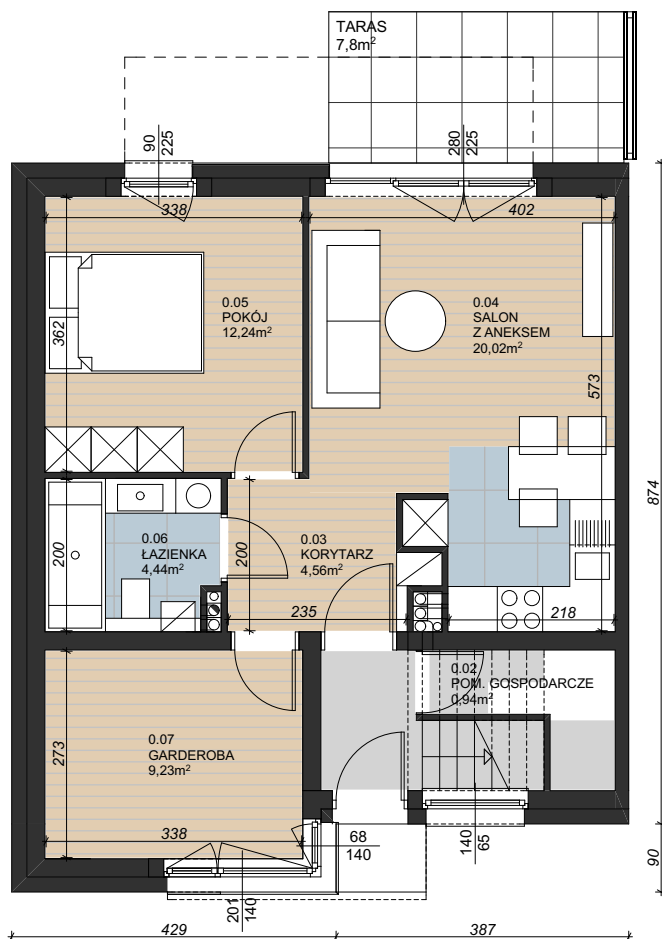 TARAS
7,8m²
90
225
280
225
338
402
362
0.05
POKÓJ
12,24m²
0.04
SALON
Z ANEKSEM
20,02m²
573
874
200
0.06
ŁAZIENKA
4,44m²
200
0.03
KORYTARZ
4,56m²
235
218
0.02
POM. GOSPODARCZE
0,94m²
273
0.07
GARDEROBA
9,23m²
338
68
140
140
65
90
201
140
429
387